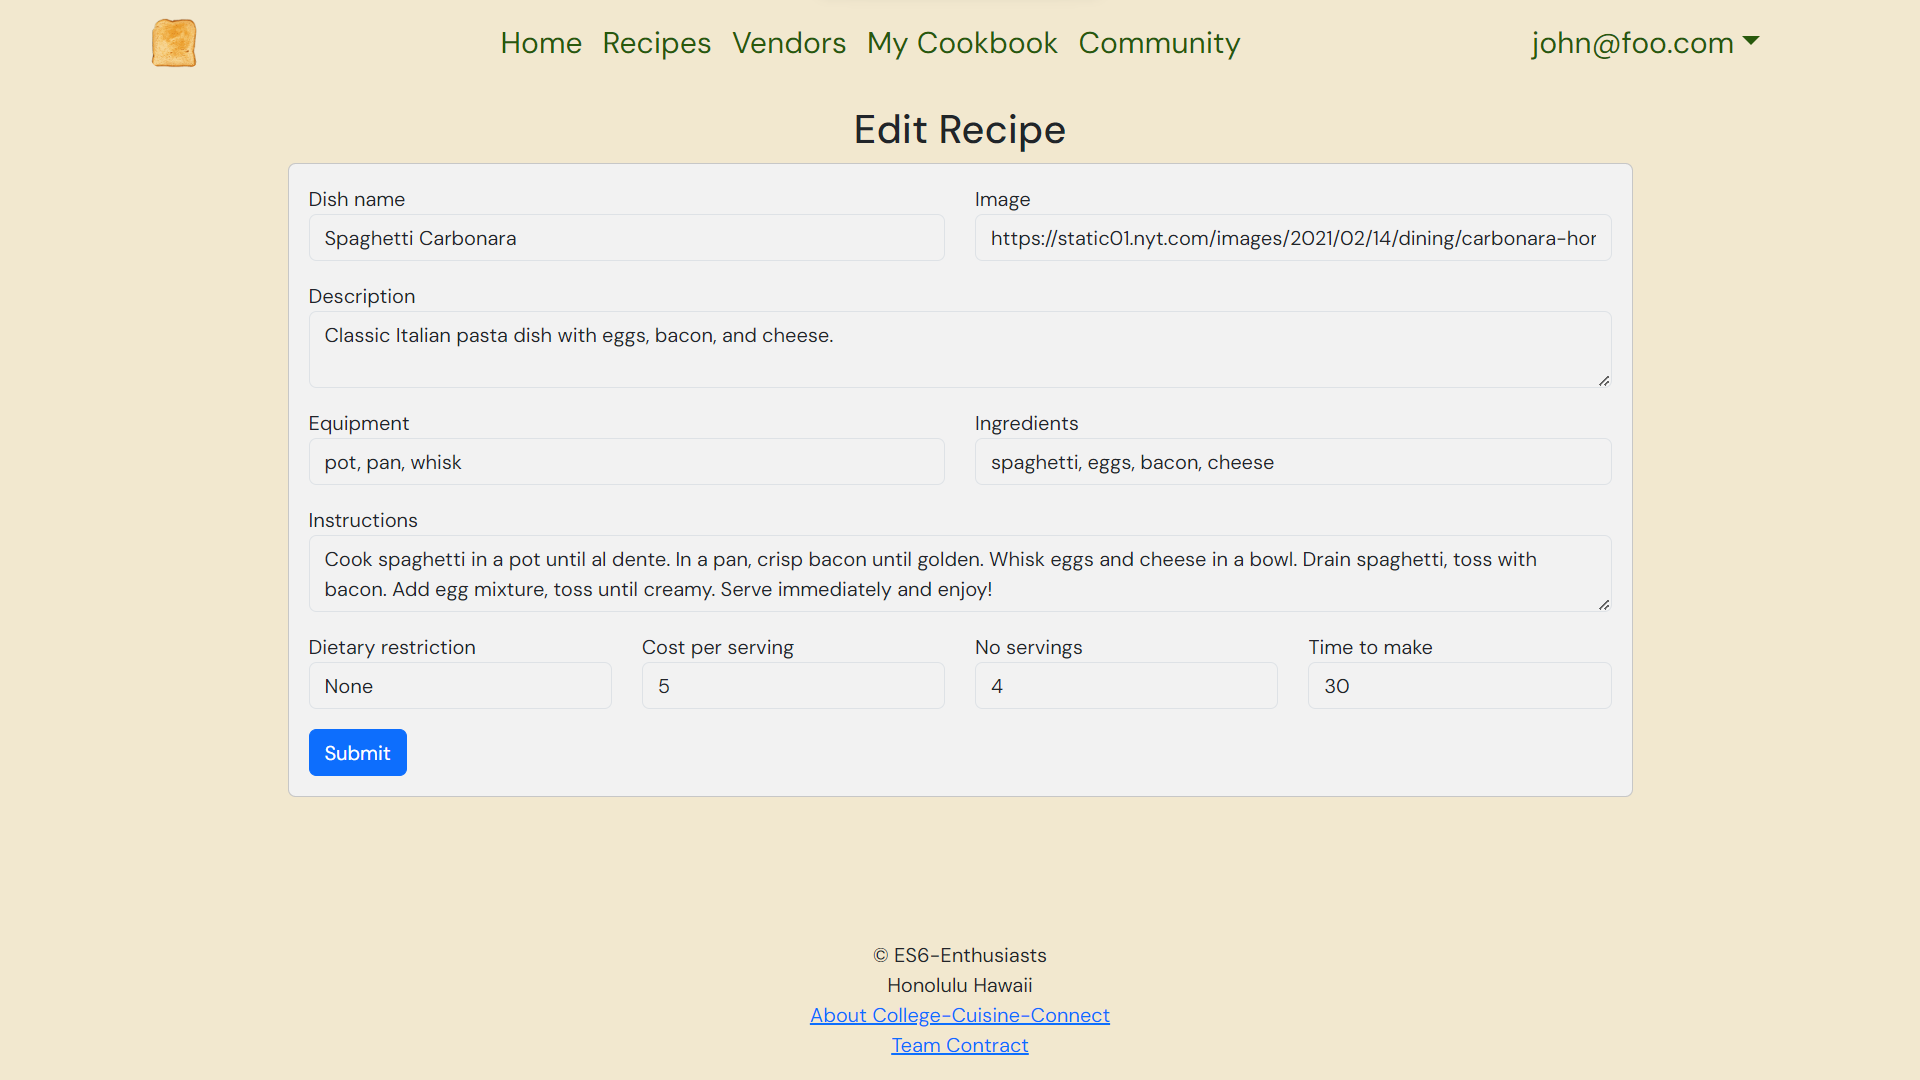 Home Recipes Vendors My Cookbook Community john@foo.com
Edit Recipe
Dish name
Spaghetti Carbonara
Image
https://static01.nyt.com/images/2021/02/14/dining/carbonara-hor
Description
Classic Italian pasta dish with eggs, bacon, and cheese.
Equipment
pot, pan, whisk
Ingredients
spaghetti, eggs, bacon, cheese
Instructions
Cook spaghetti in a pot until al dente. In a pan, crisp bacon until golden. Whisk eggs and cheese in a bowl. Drain spaghetti, toss with
bacon. Add egg mixture, toss until creamy. Serve immediately and enjoy!
Dietary restriction
None
Cost per serving
5
No servings
4
Time to make
30
Submit
© ES6-Enthusiasts
Honolulu Hawaii
About College-Cuisine-Connect
Team Contract